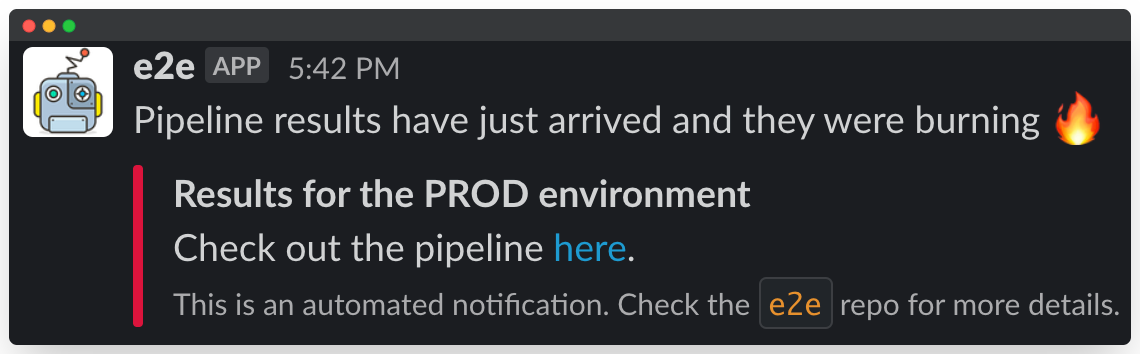 e2e APP 5:42 PM
Pipeline results have just arrived and they were burning 🔥
Results for the PROD environment
Check out the pipeline here.
This is an automated notification. Check the e2e repo for more details.